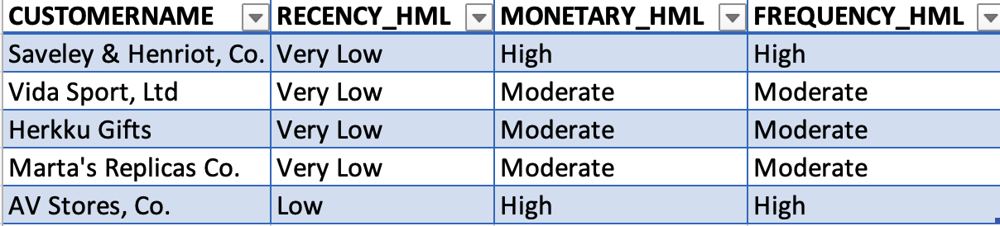 CUSTOMERNAME RECENCY_HML MONETARY_HML FREQUENCY_HML
Saveley & Henriot, Co. Very Low High High
Vida Sport, Ltd Very Low Moderate Moderate
Herkku Gifts Very Low Moderate Moderate
Marta's Replicas Co. Very Low Moderate Moderate
AV Stores, Co. Low High High